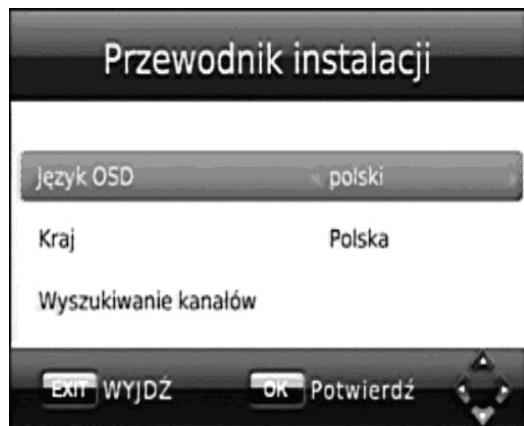 Przewodnik instalacji
Język OSD polski
Kraj Polska
Wyszukiwanie kanałów
EXIT WYJDŹ OK Potwierdź